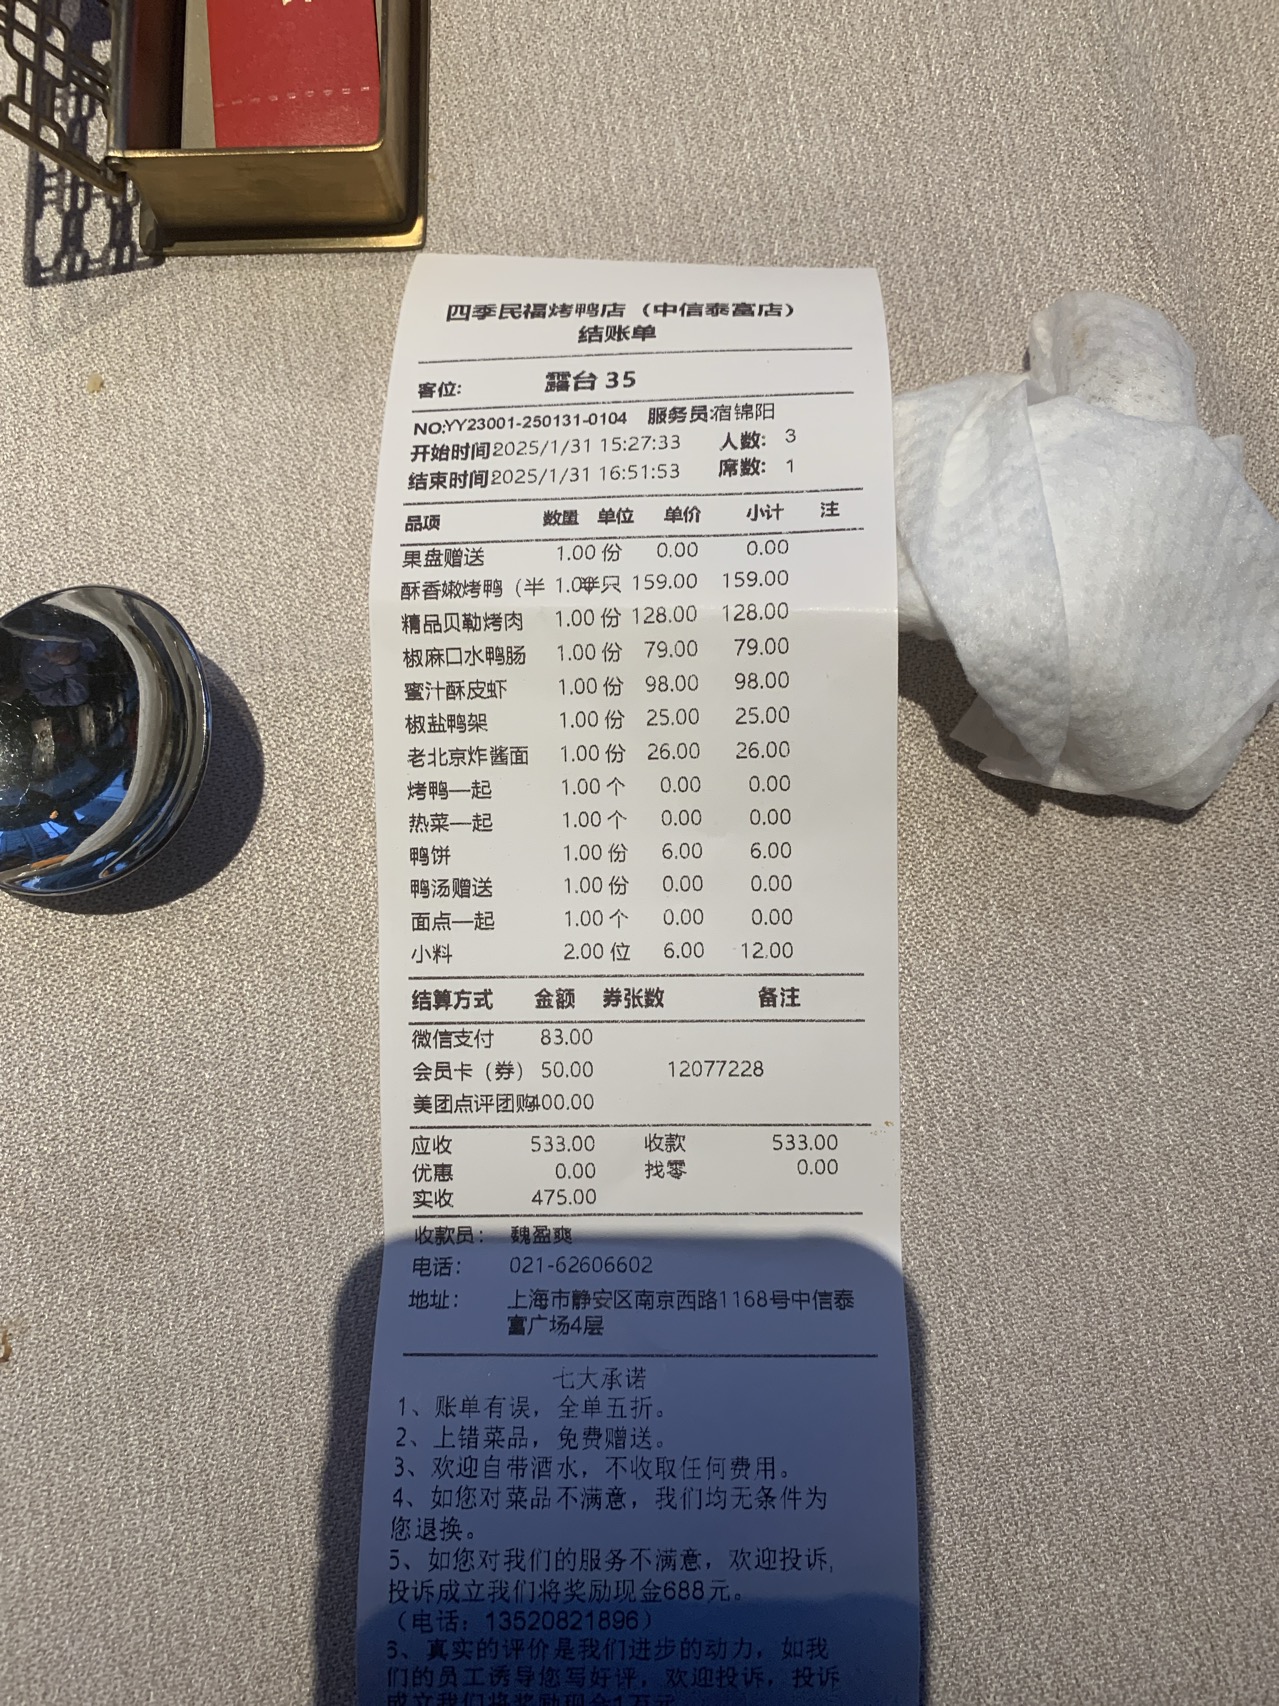 四季民福烤鸭店（中信泰富店）
结账单
客位: 露台 35
NO:YY23001-250131-0104 服务员:宿锦阳
开始时间2025/1/31 15:27:33 人数: 3
结束时间2025/1/31 16:51:53 席数: 1
品项 数量 单位 单价 小计 注
果盘赠送 1.00 份 0.00 0.00
酥香嫩烤鸭（半 1.00半只 159.00 159.00
精品贝勒烤肉 1.00 份 128.00 128.00
椒麻口水鸭肠 1.00 份 79.00 79.00
蜜汁酥皮虾 1.00 份 98.00 98.00
椒盐鸭架 1.00 份 25.00 25.00
老北京炸酱面 1.00 份 26.00 26.00
烤鸭—起 1.00 个 0.00 0.00
热菜—起 1.00 个 0.00 0.00
鸭饼 1.00 份 6.00 6.00
鸭汤赠送 1.00 份 0.00 0.00
面点—起 1.00 个 0.00 0.00
小料 2.00 位 6.00 12.00
结算方式 金额 券张数 备注
微信支付 83.00
会员卡（券） 50.00 12077228
美团点评团购400.00
应收 533.00 收款 533.00
优惠 0.00 找零 0.00
实收 475.00
收款员: 魏盈爽
电话: 021-62606602
地址: 上海市静安区南京西路1168号中信泰
富广场4层
七大承诺
1、账单有误，全单五折。
2、上错菜品，免费赠送。
3、欢迎自带酒水，不收取任何费用。
4、如您对菜品不满意，我们均无条件为
您退换。
5、如您对我们的服务不满意，欢迎投诉,
投诉成立我们将奖励现金688元。
（电话：13520821896）
6、真实的评价是我们进步的动力，如我
们的员工诱导您写好评，欢迎投诉，投诉
成立我们将奖励现金1万元